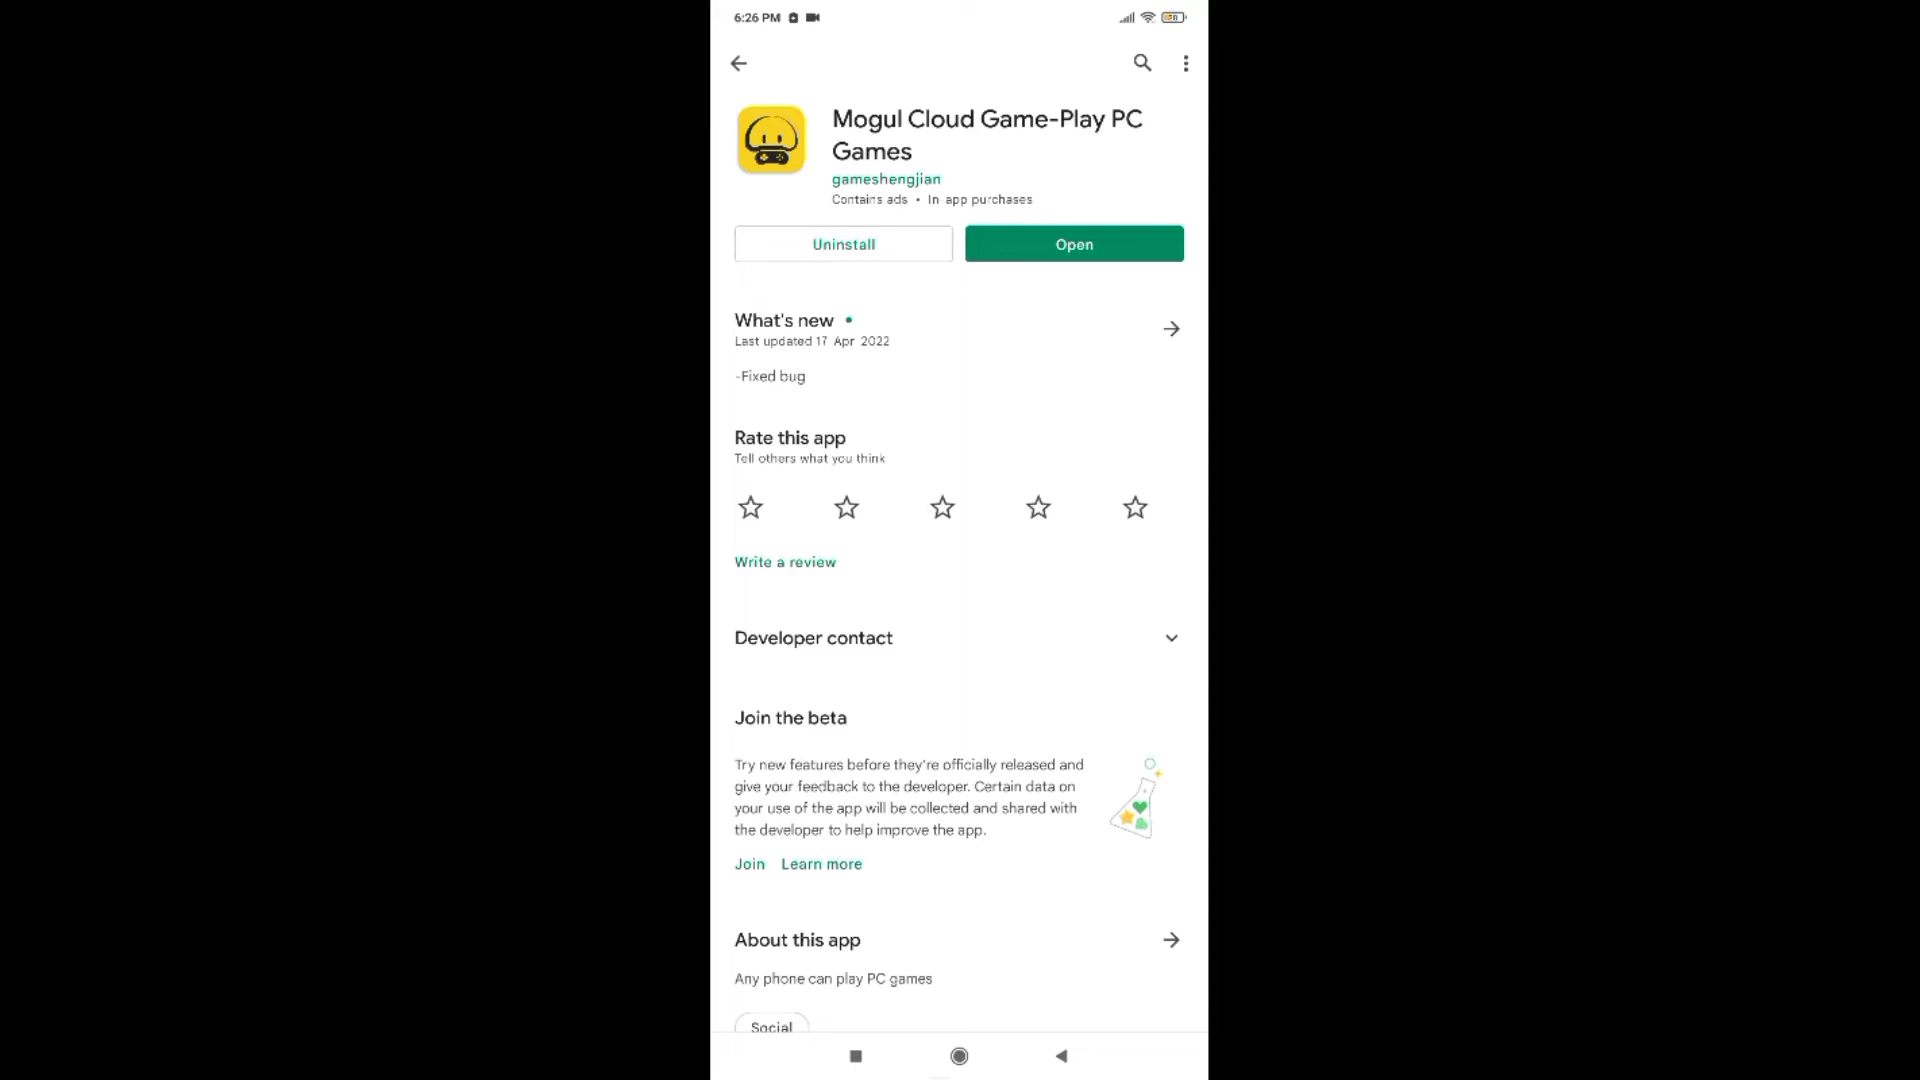 6:26 PM
Mogul Cloud Game-Play PC
Games
gameshengjian
Contains ads • In app purchases
Uninstall
Open
What's new •
Last updated 17 Apr 2022
-Fixed bug
Rate this app
Tell others what you think
Write a review
Developer contact
Join the beta
Try new features before they're officially released and
give your feedback to the developer. Certain data on
your use of the app will be collected and shared with
the developer to help improve the app.
Join Learn more
About this app
Any phone can play PC games
Social